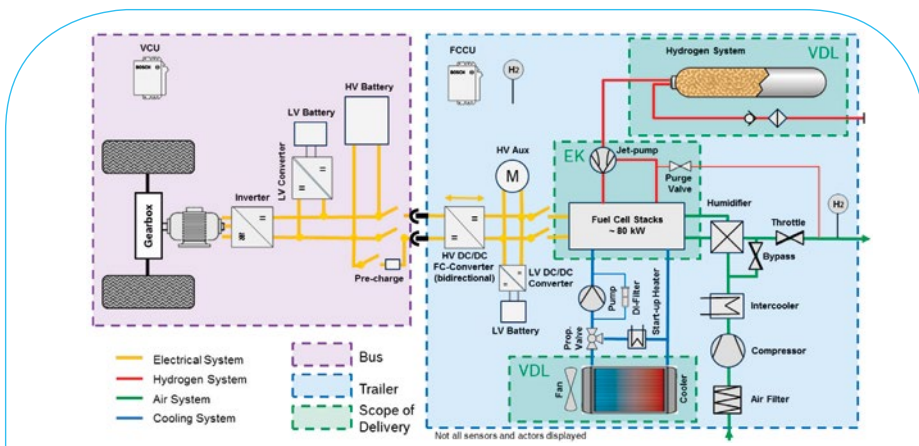 VCU
BOSCH
HV Battery
LV Battery
LV Converter
Inverter
Gearbox
Pre-charge
FCCU
BOSCH
H2
Hydrogen System
VDL
HV Aux
M
EK
Jet-pump
Purge
Valve
Humidifier
H2
Throttle
Bypass
Fuel Cell Stacks
~ 80 kW
HV DC/DC
FC-Converter
(bidirectional)
LV DC/DC
Converter
LV Battery
Pump
DI-Filter
Start-up Heater
Prop.
Valve
Intercooler
Compressor
Air Filter
VDL
Fan
Cooler
Electrical System
Hydrogen System
Air System
Cooling System
Bus
Trailer
Scope of
Delivery
Not all sensors and actors displayed